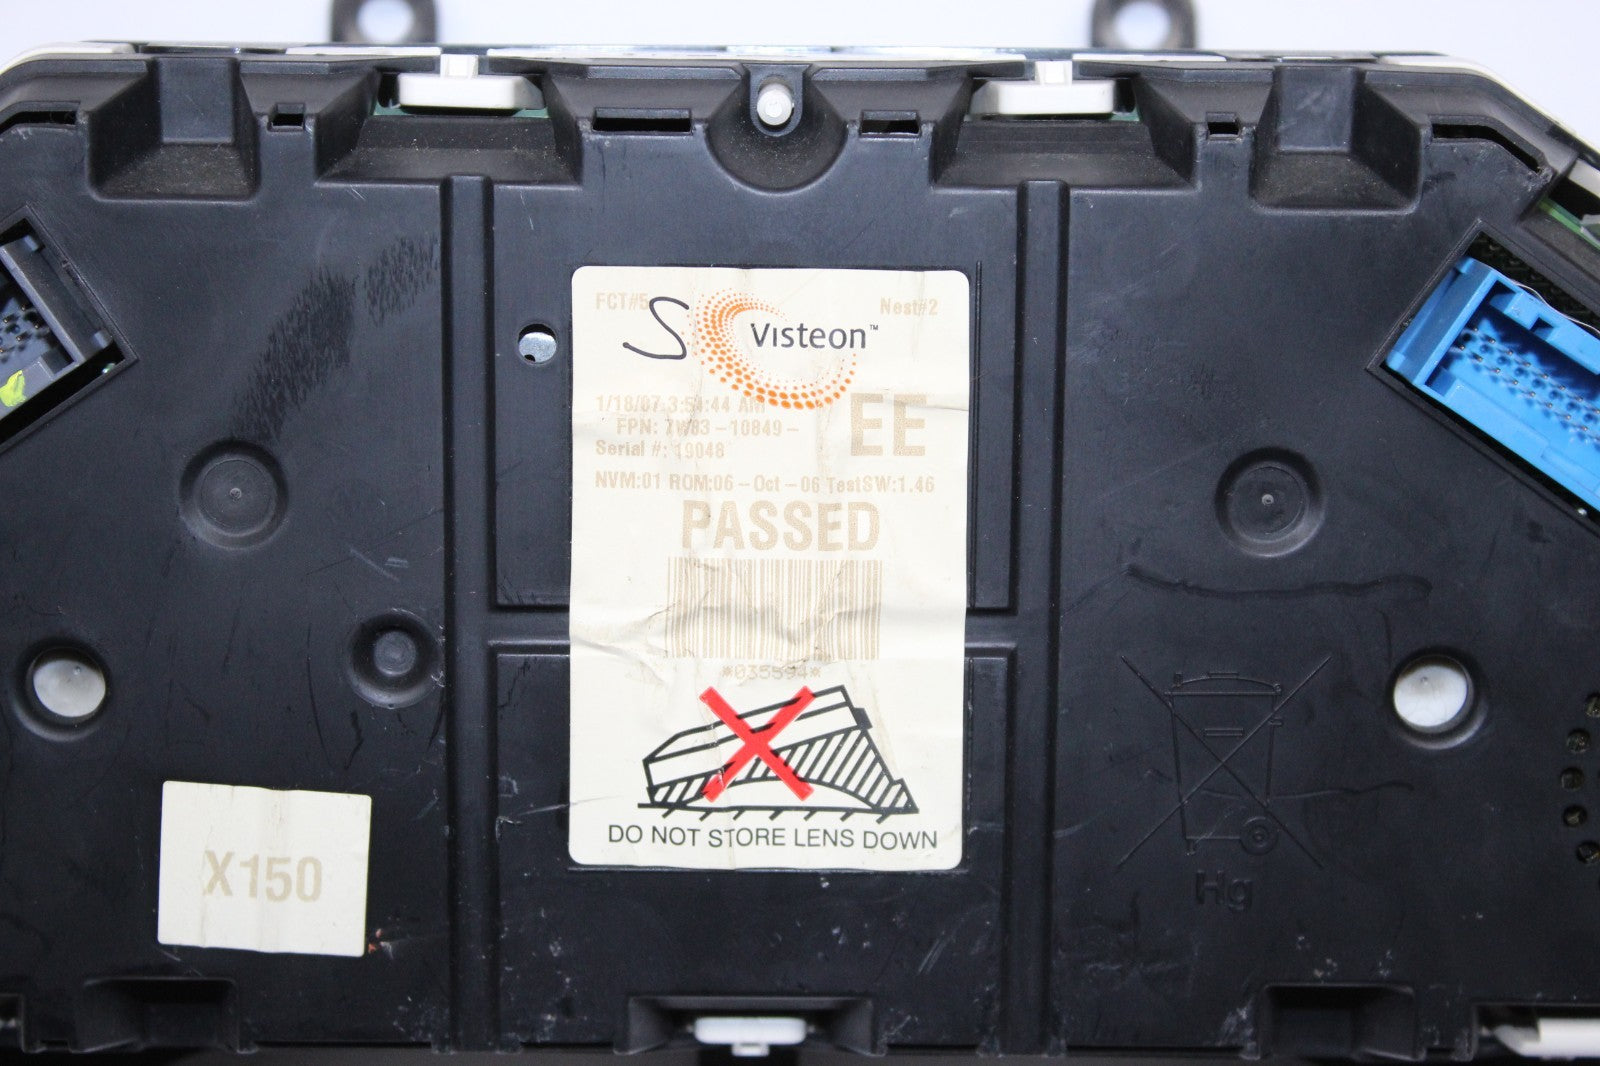 FCT#5
S
Nest#2
Visteon™
1/18/07 3:54:44 AM
EE
FPN: 7W83-10849-
Serial #: 19048
NVM:01 ROM:06-Oct-06 TestSW:1.46
PASSED
*035594*
DO NOT STORE LENS DOWN
X150
Hg